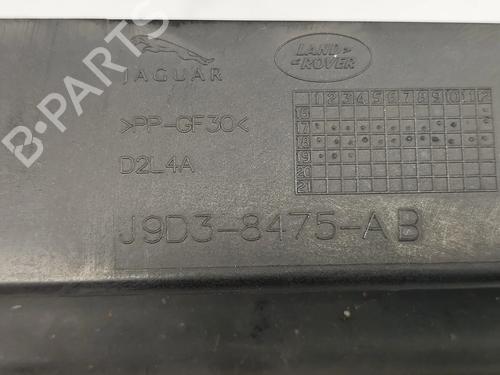 JAGUAR
LAND
ROVER
>PP-GF30<
D2L4A
1 2 3 4 5 6 7 8 9 10 11 12
16
17
18
19
20
21
J9D3-8475-AB
B-PARTS